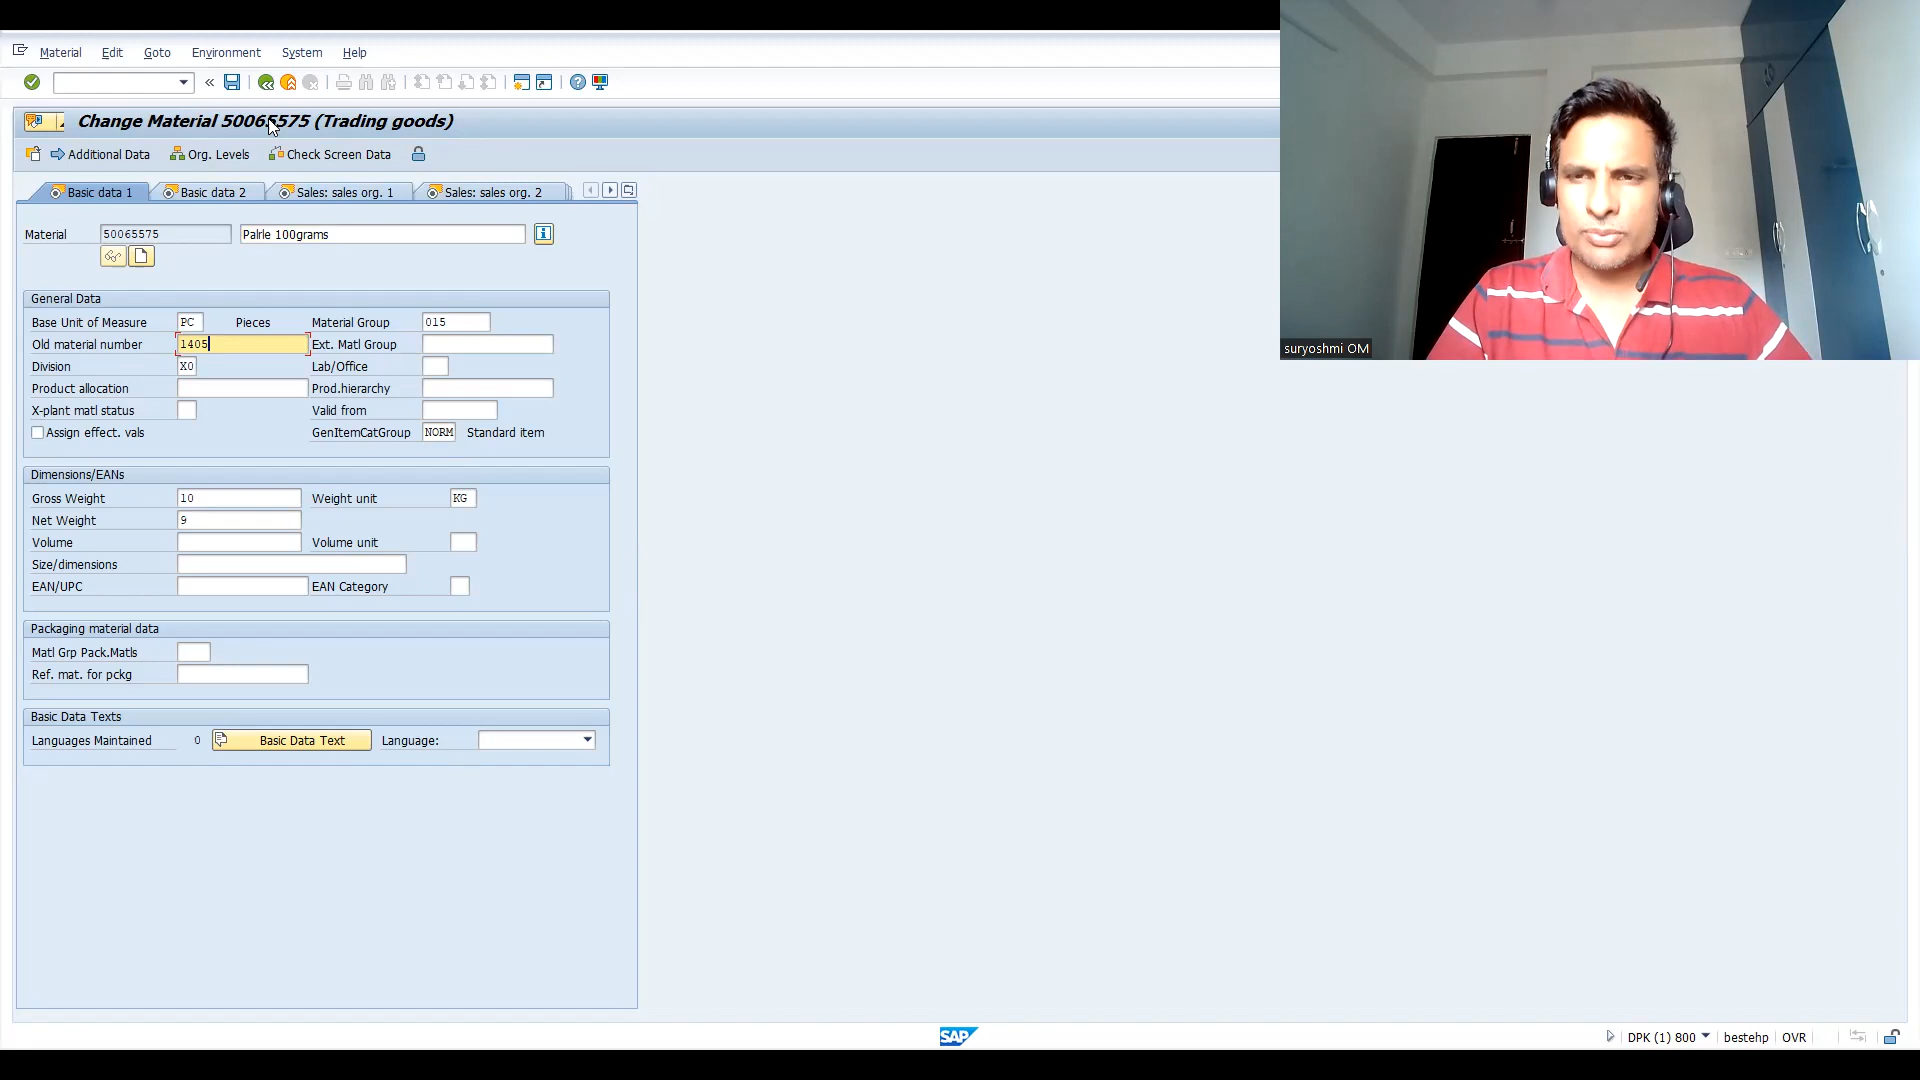 Material Edit Goto Environment System Help
Change Material 50065575 (Trading goods)
Additional Data Org. Levels Check Screen Data
Basic data 1 Basic data 2 Sales: sales org. 1 Sales: sales org. 2
Material 50065575 Palrle 100grams
General Data
Base Unit of Measure PC Pieces Material Group 015
Old material number 1405 Ext. Matl Group
Division X0 Lab/Office
Product allocation Prod.hierarchy
X-plant matl status Valid from
Assign effect. vals GenItemCatGroup NORM Standard item
Dimensions/EANs
Gross Weight 10 Weight unit KG
Net Weight 9
Volume Volume unit
Size/dimensions
EAN/UPC EAN Category
Packaging material data
Matl Grp Pack.Matls
Ref. mat. for pckg
Basic Data Texts
Languages Maintained 0 Basic Data Text Language:
suryoshmi OM
SAP DPK (1) 800 bestehp OVR